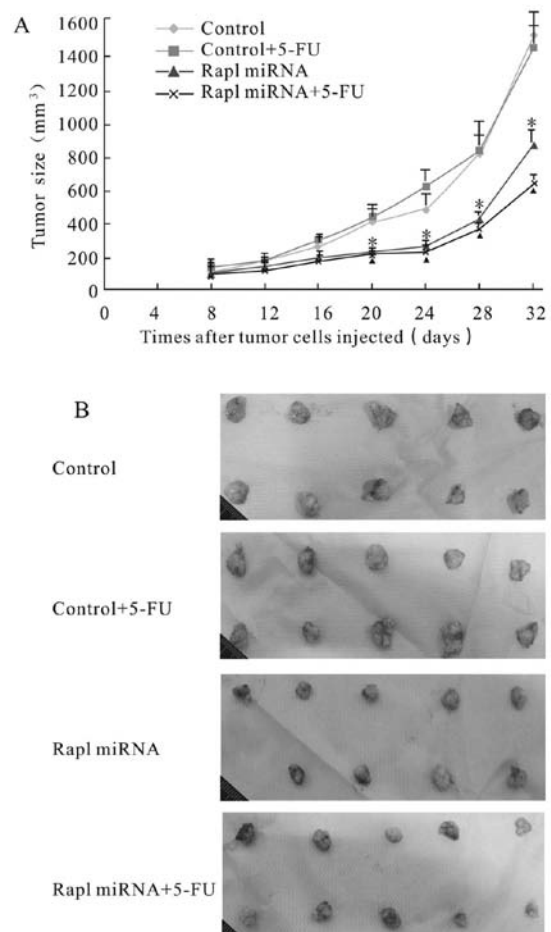 A
Control
Control+5-FU
Rapl miRNA
Rapl miRNA+5-FU
Tumor size (mm³)
1600
1400
1200
1000
800
600
400
200
0
* * * *
0 4 8 12 16 20 24 28 32
Times after tumor cells injected (days)
B
Control
Control+5-FU
Rapl miRNA
Rapl miRNA+5-FU